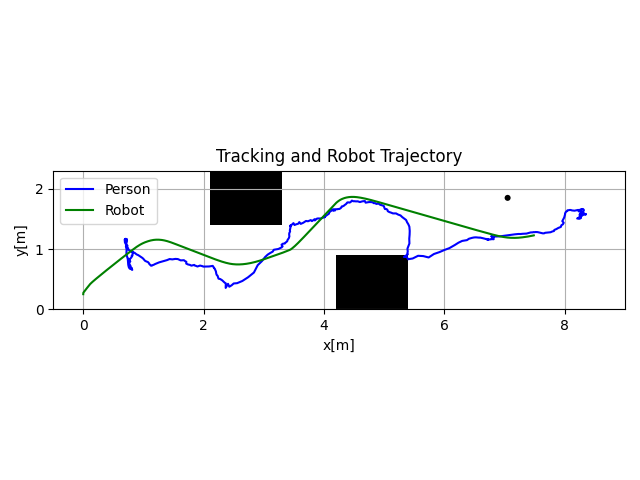 Tracking and Robot Trajectory
Person
Robot
2
1
0
y[m]
0 2 4 6 8
x[m]